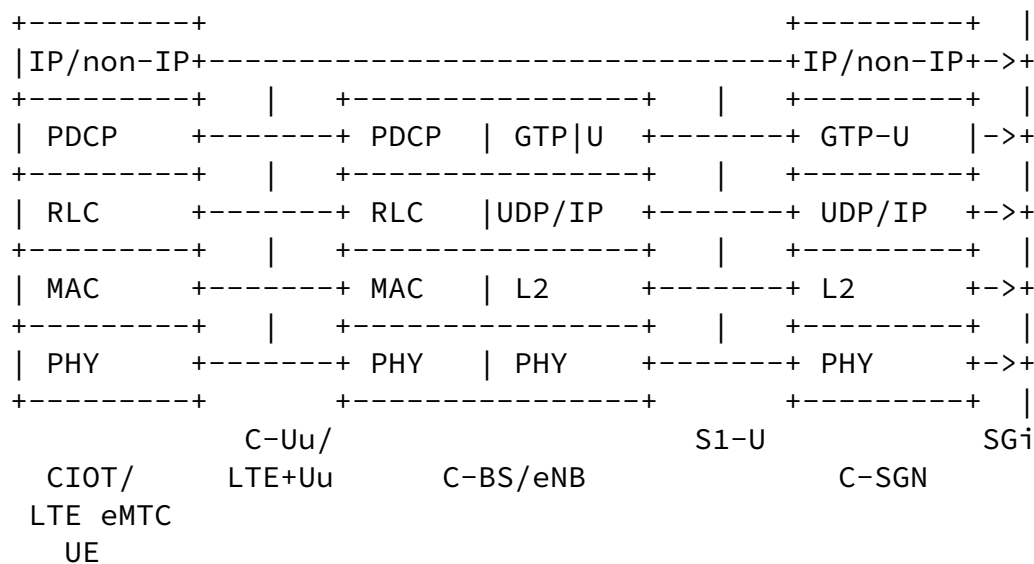 +---------+                                 +---------+  |
|IP/non-IP+---------------------------------+IP/non-IP+->+
+---------+   |   +-----------------+   |   +---------+  |
| PDCP    +-------+ PDCP  | GTP|U   +-------+ GTP-U   |->+
+---------+   |   +-----------------+   |   +---------+  |
| RLC     +-------+ RLC   |UDP/IP   +-------+ UDP/IP  +->+
+---------+   |   +-----------------+   |   +---------+  |
| MAC     +-------+ MAC   | L2      +-------+ L2      +->+
+---------+   |   +-----------------+   |   +---------+  |
| PHY     +-------+ PHY   | PHY     +-------+ PHY     +->+
+---------+       +-----------------+       +---------+  |
             C-Uu/                     S1-U            SGi
  CIOT/     LTE+Uu      C-BS/eNB              C-SGN
 LTE eMTC
   UE